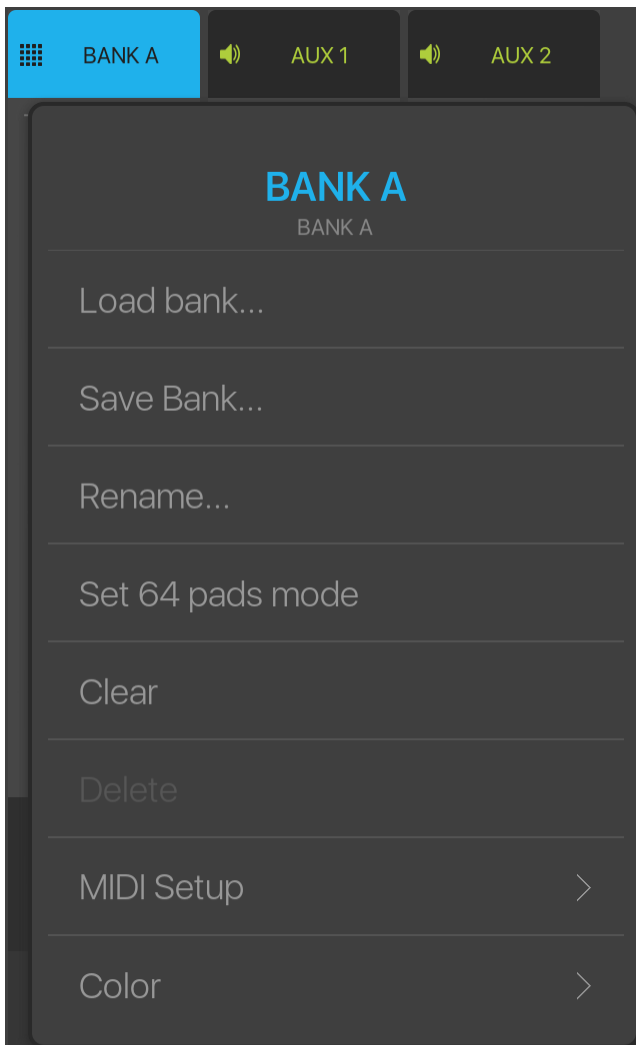 BANK A
AUX 1
AUX 2
BANK A
BANK A
Load bank...
Save Bank...
Rename...
Set 64 pads mode
Clear
Delete
MIDI Setup
Color